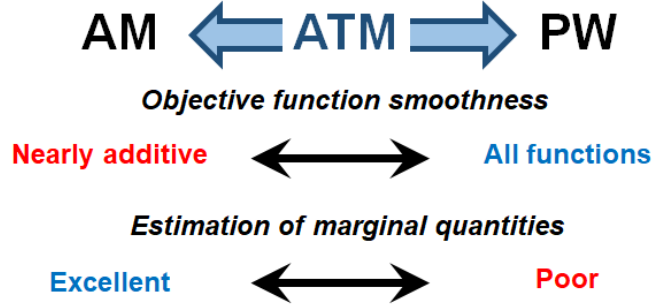 AM ATM PW
Objective function smoothness
Nearly additive All functions
Estimation of marginal quantities
Excellent Poor